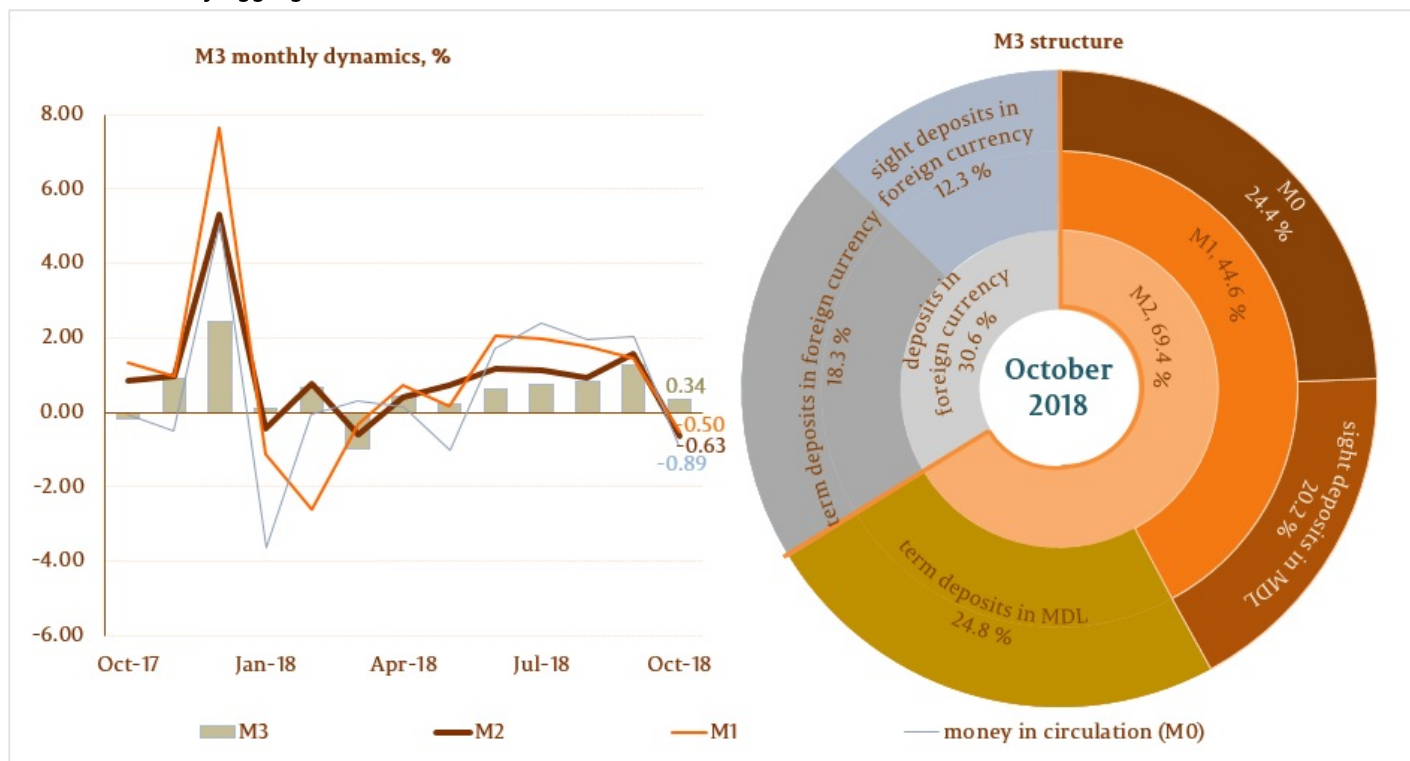 M3 monthly dynamics, %
8.00
6.00
4.00
2.00
0.00
-2.00
-4.00
-6.00
Oct-17 Jan-18 Apr-18 Jul-18 Oct-18
0.34
-0.50
-0.63
-0.89
M3 structure
sight deposits in
foreign currency
12.3 %
M0
24.4 %
M1, 44.6 %
M2, 69.4 %
term deposits in foreign currency
18.3 %
deposits in
foreign currency
30.6 %
October
2018
sight deposits in MDL
20.2 %
term deposits in MDL
24.8 %
M3 M2 M1 money in circulation (M0)